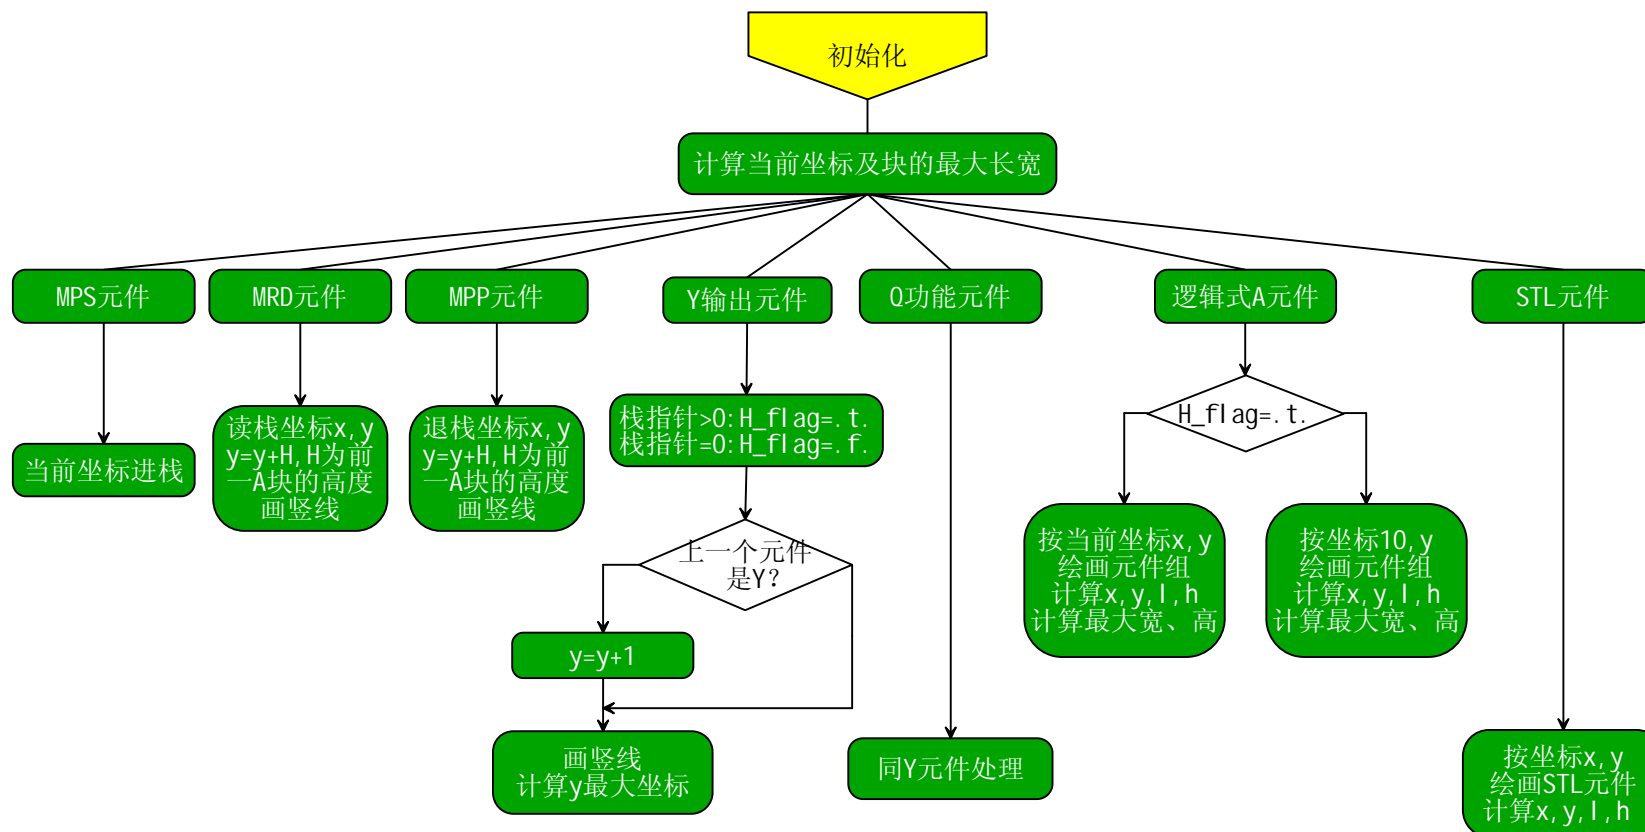 初始化
计算当前坐标及块的最大长宽
MPS元件
MRD元件
MPP元件
Y输出元件
Q功能元件
逻辑式A元件
STL元件
当前坐标进栈
读栈坐标x,y
y=y+H,H为前
一A块的高度
画竖线
退栈坐标x,y
y=y+H,H为前
一A块的高度
画竖线
栈指针>0:H_flag=.t.
栈指针=0:H_flag=.f.
H_flag=.t.
上一个元件
是Y?
y=y+1
画竖线
计算y最大坐标
同Y元件处理
按当前坐标x,y
绘画元件组
计算x,y,l,h
计算最大宽、高
按坐标10,y
绘画元件组
计算x,y,l,h
计算最大宽、高
按坐标x,y
绘画STL元件
计算x,y,l,h